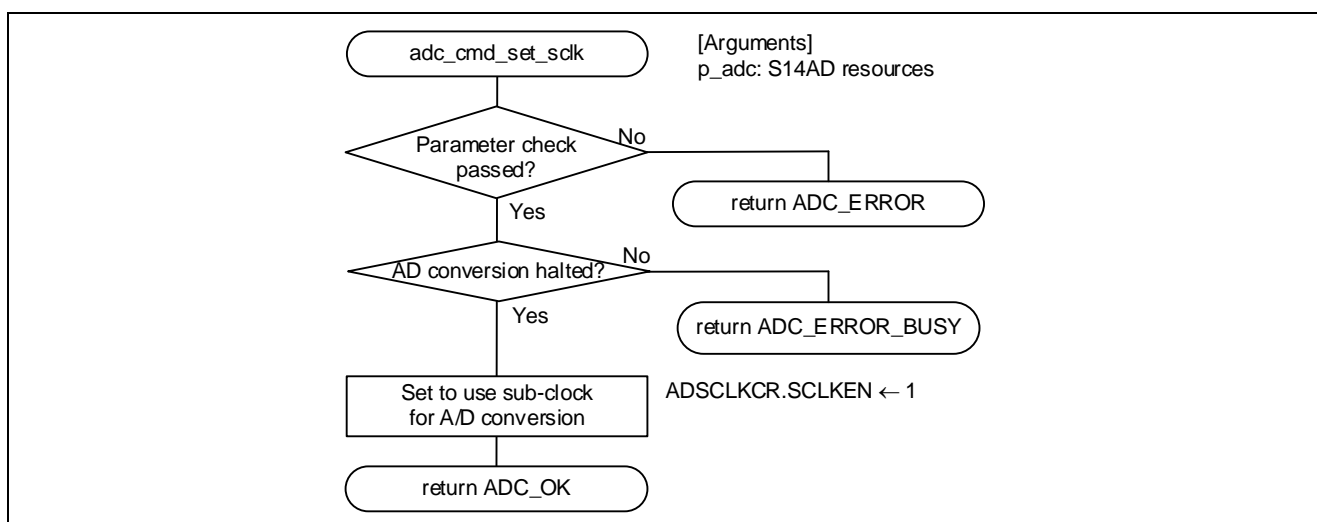 adc_cmd_set_sclk
[Arguments]
p_adc: S14AD resources
Parameter check
passed?
No
return ADC_ERROR
Yes
AD conversion halted?
No
return ADC_ERROR_BUSY
Yes
Set to use sub-clock
for A/D conversion
ADSCLKCR.SCLKEN ← 1
return ADC_OK